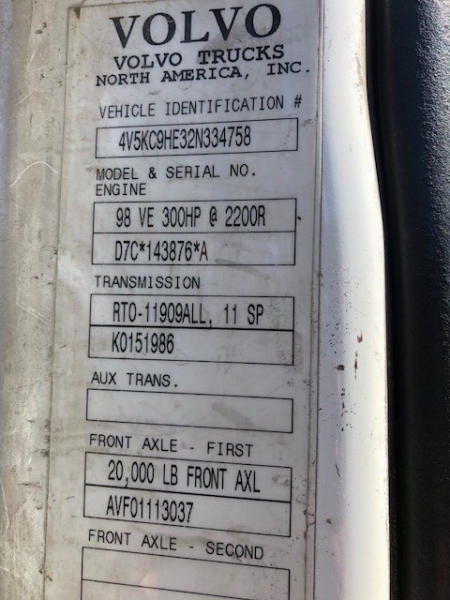 VOLVO
VOLVO TRUCKS
NORTH AMERICA, INC.
VEHICLE IDENTIFICATION #
4V5KC9HE32N334758
MODEL & SERIAL NO.
ENGINE
98 VE 300HP @ 2200R
D7C*143876*A
TRANSMISSION
RTO-11909ALL, 11 SP
K0151986
AUX TRANS.
FRONT AXLE - FIRST
20,000 LB FRONT AXL
AVF01113037
FRONT AXLE - SECOND